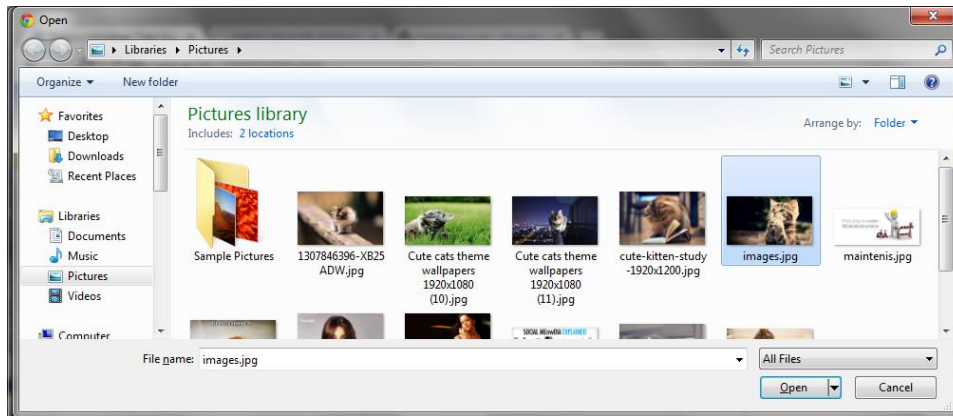 Open
Libraries
Pictures
Search Pictures
Organize
New folder
Favorites
Desktop
Downloads
Recent Places
Libraries
Documents
Music
Pictures
Videos
Computer
Pictures library
Includes: 2 locations
Arrange by: Folder
Sample Pictures
1307846396-XB25
ADW.jpg
Cute cats theme
wallpapers
1920x1080
(10).jpg
Cute cats theme
wallpapers
1920x1080
(11).jpg
cute-kitten-study
-1920x1200.jpg
images.jpg
maintenis.jpg
SOCIAL MEowDIA EXPLAINED
File name: images.jpg
All Files
Open
Cancel